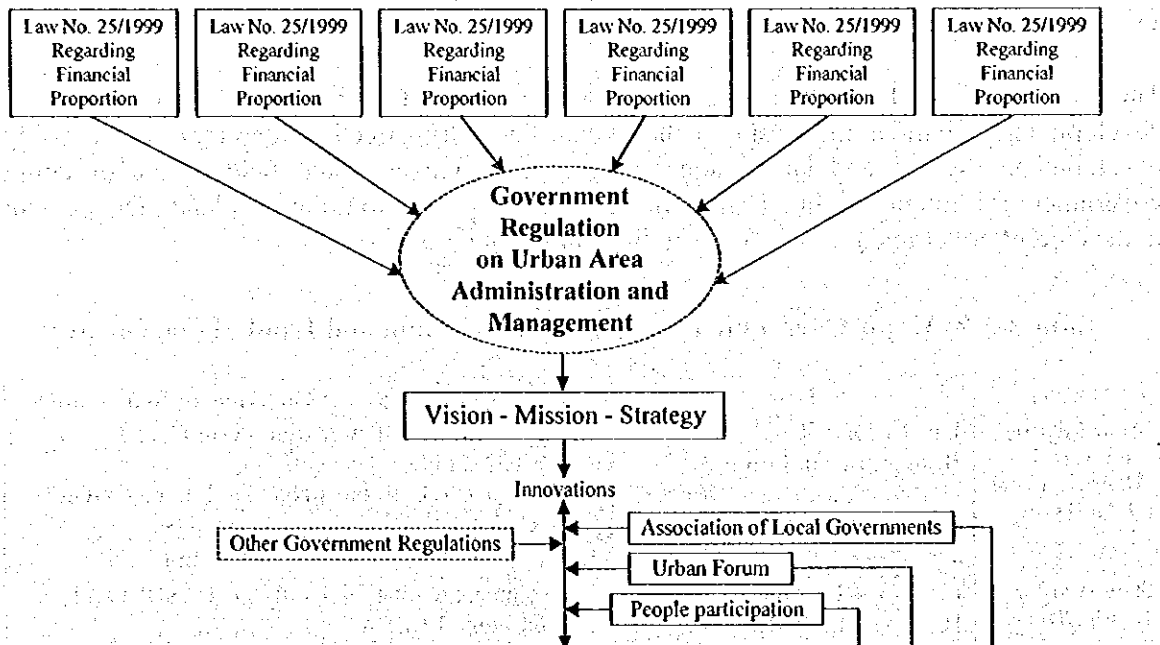 Law No. 25/1999
Regarding
Financial
Proportion
Law No. 25/1999
Regarding
Financial
Proportion
Law No. 25/1999
Regarding
Financial
Proportion
Law No. 25/1999
Regarding
Financial
Proportion
Law No. 25/1999
Regarding
Financial
Proportion
Law No. 25/1999
Regarding
Financial
Proportion
Government
Regulation
on Urban Area
Administration and
Management
Vision - Mission - Strategy
Innovations
Association of Local Governments
Other Government Regulations
Urban Forum
People participation